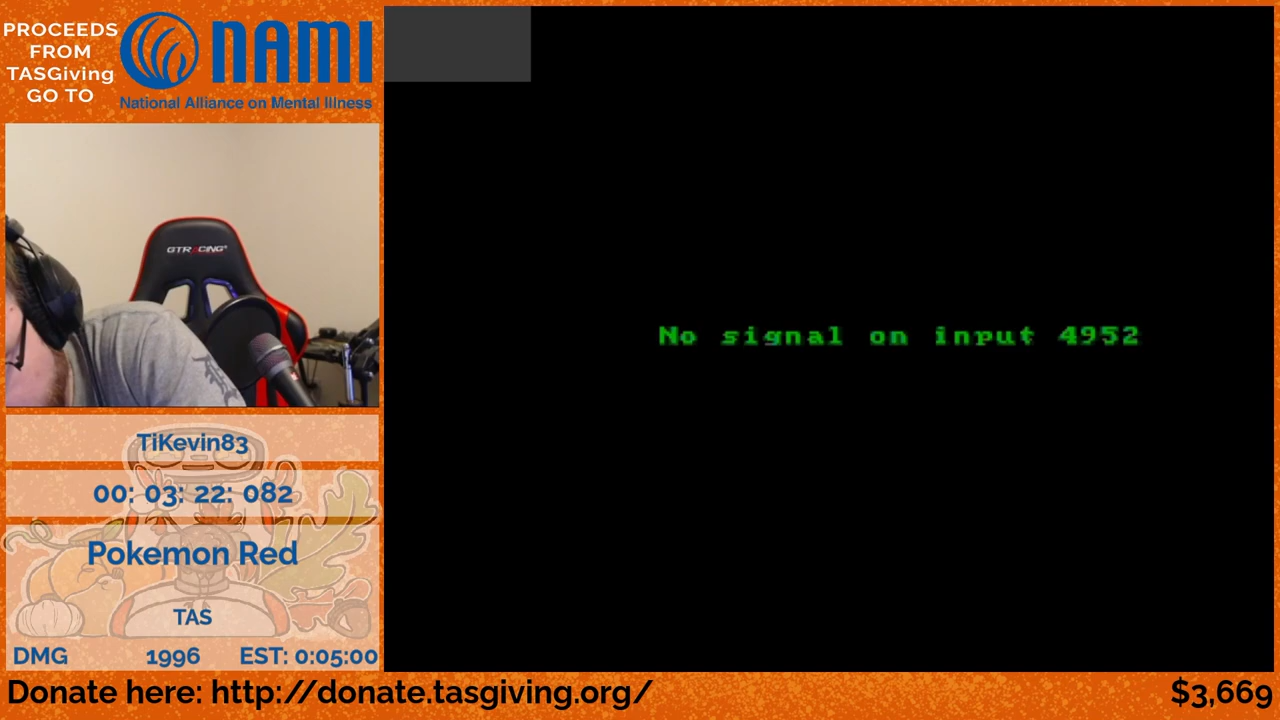 PROCEEDS
FROM
TASGiving
GO TO
NAMI
National Alliance on Mental Illness
GTRACING
No signal on input 4952
TiKevin83
00: 03: 22: 082
Pokemon Red
TAS
DMG 1996 EST: 0:05:00
Donate here: http://donate.tasgiving.org/ $3,669